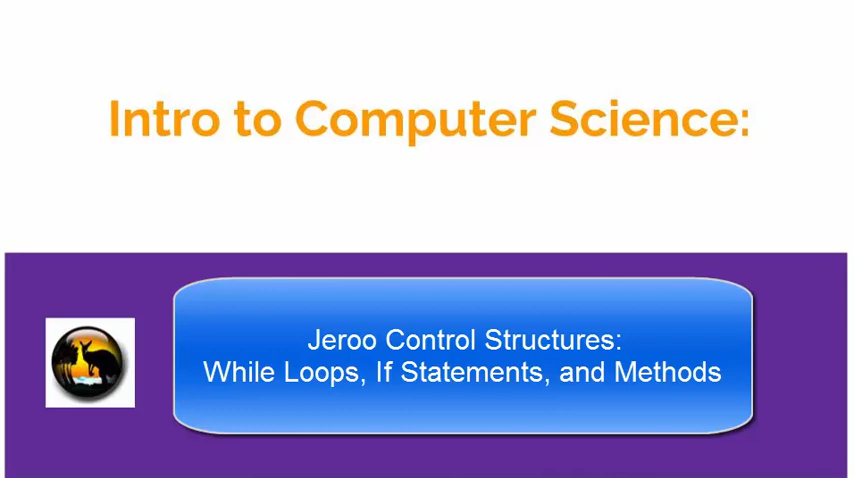 Intro to Computer Science:
Jeroo Control Structures:
While Loops, If Statements, and Methods